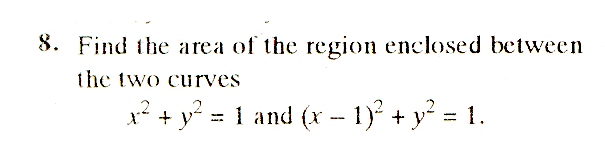 8. Find the area of the region enclosed between
the two curves
x² + y² = 1 and (x – 1)² + y² = 1.